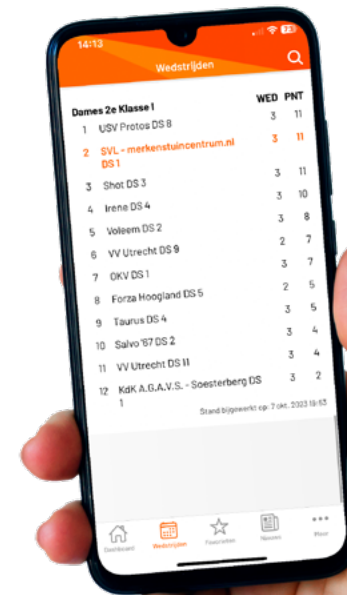 14:13
Wedstrijden
Dames 2e Klasse I WED PNT
1 USV Protos DS 8 3 11
2 SVL - merkenstuincentrum.nl DS 1 3 11
3 Shot DS 3 3 11
4 Irene DS 4 3 10
5 Voleem DS 2 3 8
6 VV Utrecht DS 9 2 7
7 OKV DS 1 3 7
8 Forza Hoogland DS 5 2 5
9 Taurus DS 4 3 5
10 Salvo '67 DS 2 3 4
11 VV Utrecht DS 11 3 4
12 KdK A.G.A.V.S. - Soesterberg DS 1 3 2
Stand bijgewerkt op: 7 okt. 2023
Dashboard Wedstrijden Favorieten Nieuws Meer